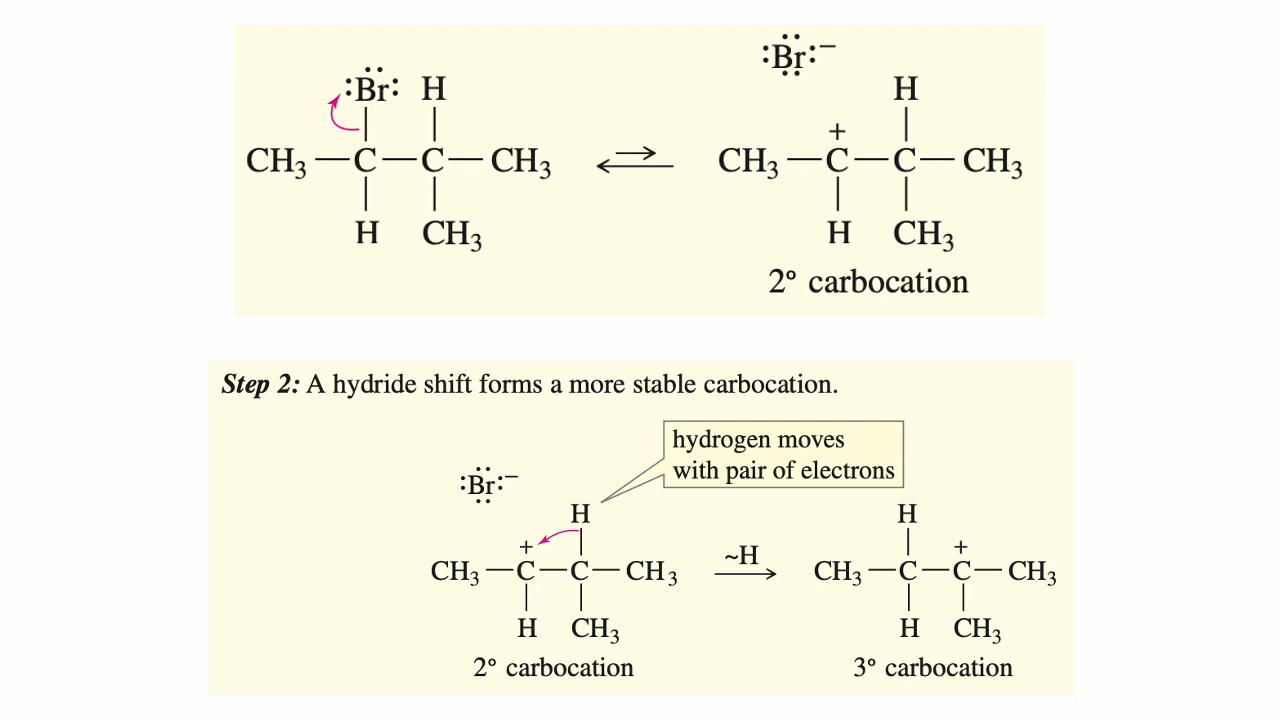 :Br:−
:Br: H H
+
CH₃—C—C—CH₃ ⇌ CH₃—C—C—CH₃
H CH₃ H CH₃
2° carbocation
Step 2: A hydride shift forms a more stable carbocation.
hydrogen moves
with pair of electrons
:Br:−
H H
+ ~H +
CH₃—C—C—CH₃ → CH₃—C—C—CH₃
H CH₃ H CH₃
2° carbocation 3° carbocation